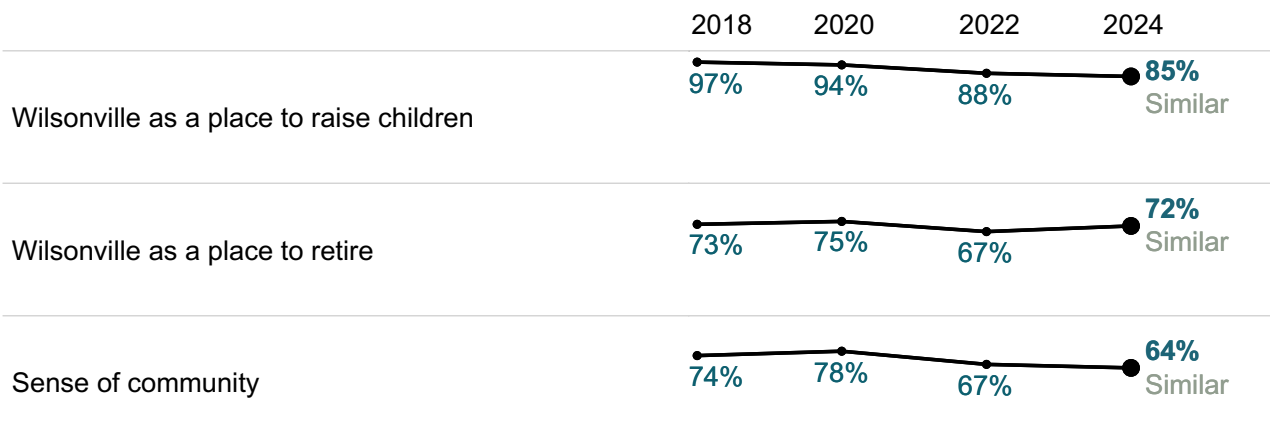 2018 2020 2022 2024
Wilsonville as a place to raise children
97% 94% 88% 85%
Similar
Wilsonville as a place to retire
73% 75% 67% 72%
Similar
Sense of community
74% 78% 67% 64%
Similar